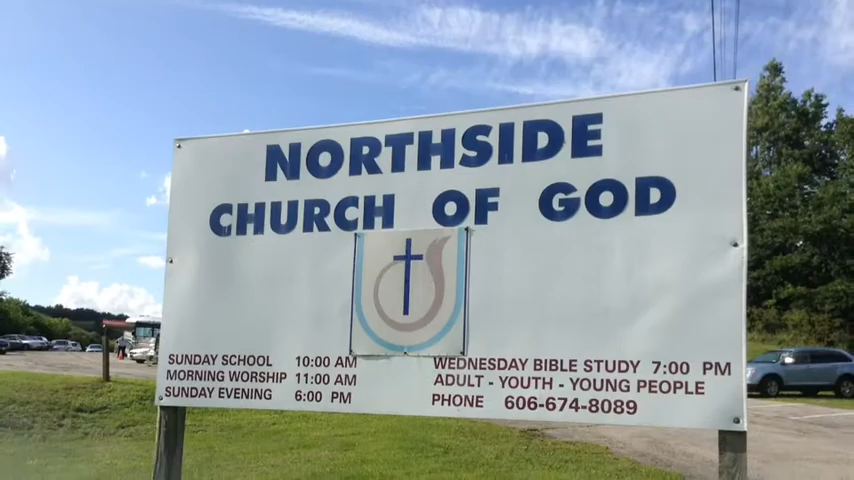 NORTHSIDE
CHURCH OF GOD
SUNDAY SCHOOL 10:00 AM
MORNING WORSHIP 11:00 AM
SUNDAY EVENING 6:00 PM
WEDNESDAY BIBLE STUDY 7:00 PM
ADULT - YOUTH - YOUNG PEOPLE
PHONE 606-674-8089